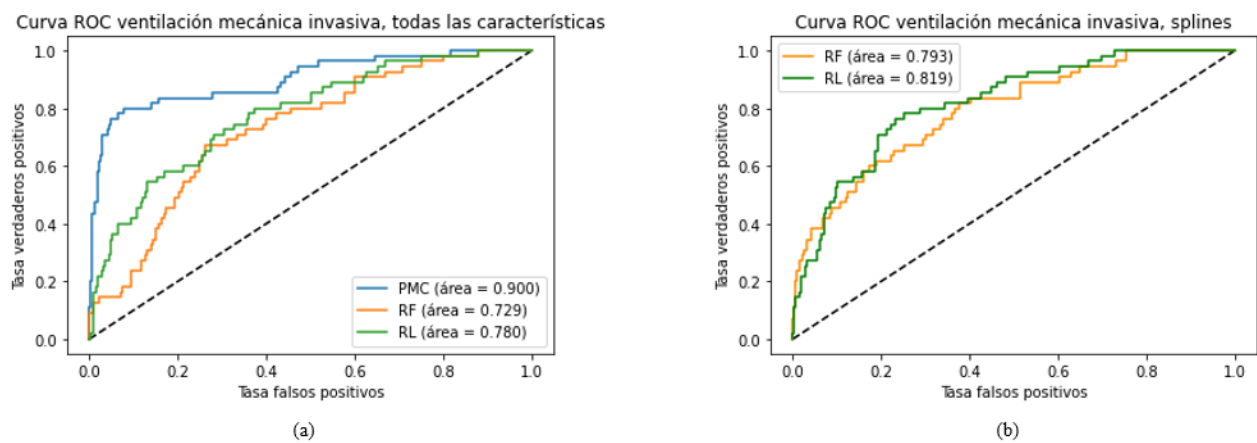 Curva ROC ventilación mecánica invasiva, todas las características
1.0
0.8
0.6
0.4
0.2
0.0
Tasa verdaderos positivos
PMC (área = 0.900)
RF (área = 0.729)
RL (área = 0.780)
0.0 0.2 0.4 0.6 0.8 1.0
Tasa falsos positivos
(a)
Curva ROC ventilación mecánica invasiva, splines
RF (área = 0.793)
RL (área = 0.819)
1.0
0.8
0.6
0.4
0.2
0.0
Tasa verdaderos positivos
0.0 0.2 0.4 0.6 0.8 1.0
Tasa falsos positivos
(b)